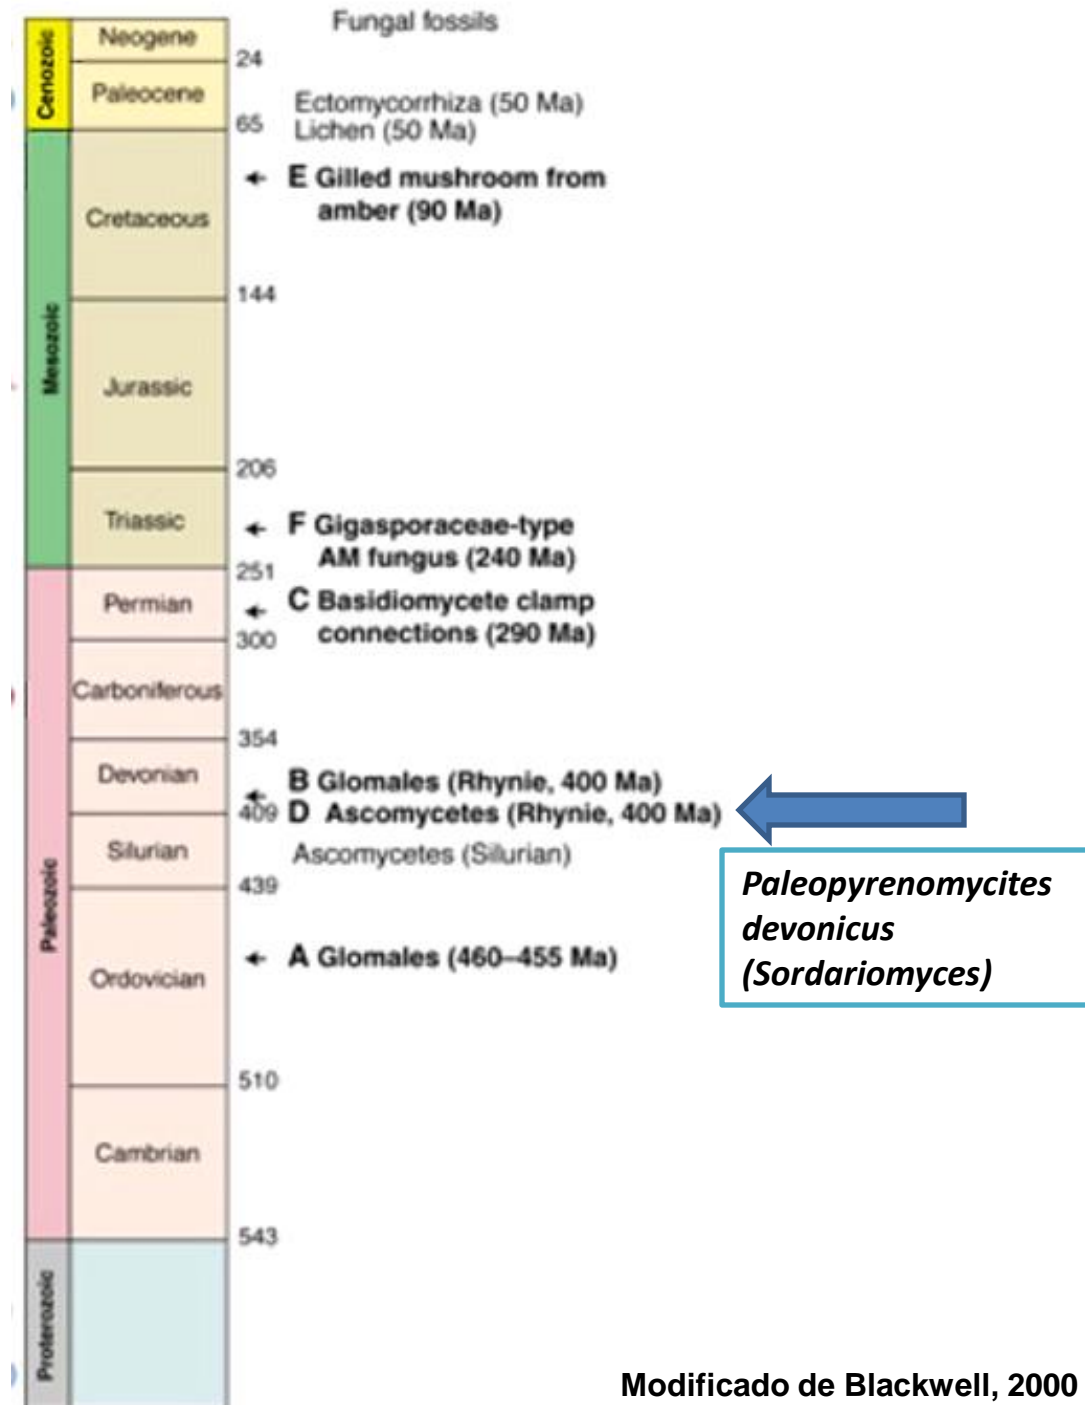 Fungal fossils
Cenozoic
Neogene
24
Paleocene
Ectomycorrhiza (50 Ma)
65
Lichen (50 Ma)
Mesozoic
E Gilled mushroom from
amber (90 Ma)
Cretaceous
144
Jurassic
206
Triassic
F Gigasporaceae-type
AM fungus (240 Ma)
251
Paleozoic
Permian
C Basidiomycete clamp
connections (290 Ma)
300
Carboniferous
354
Devonian
B Glomales (Rhynie, 400 Ma)
409
D Ascomycetes (Rhynie, 400 Ma)
Silurian
Ascomycetes (Silurian)
439
Paleopyrenomycites
devonicus
(Sordariomyces)
A Glomales (460–455 Ma)
Ordovician
510
Cambrian
543
Proterozoic
Modificado de Blackwell, 2000